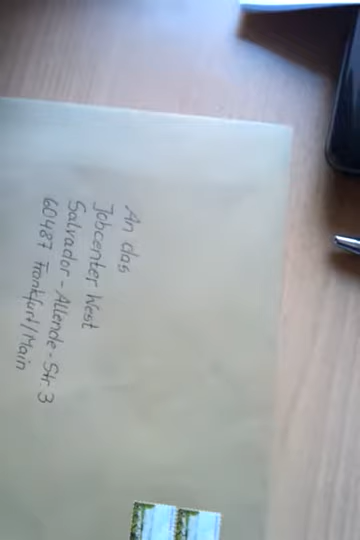 An das
Jobcenter West
Salvador-Allende-Str. 3
60487 Frankfurt/Main